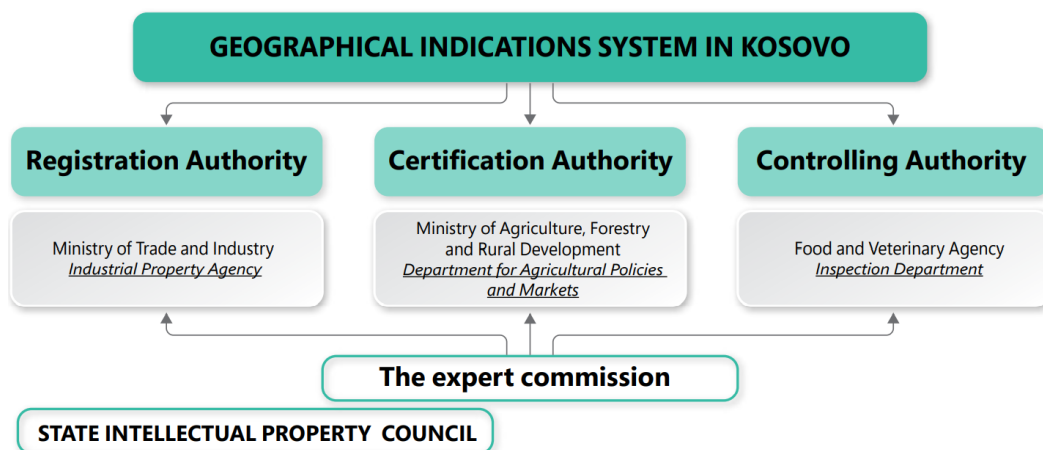 GEOGRAPHICAL INDICATIONS SYSTEM IN KOSOVO
Registration Authority
Certification Authority
Controlling Authority
Ministry of Trade and Industry
Industrial Property Agency
Ministry of Agriculture, Forestry
and Rural Development
Department for Agricultural Policies
and Markets
Food and Veterinary Agency
Inspection Department
The expert commission
STATE INTELLECTUAL PROPERTY COUNCIL